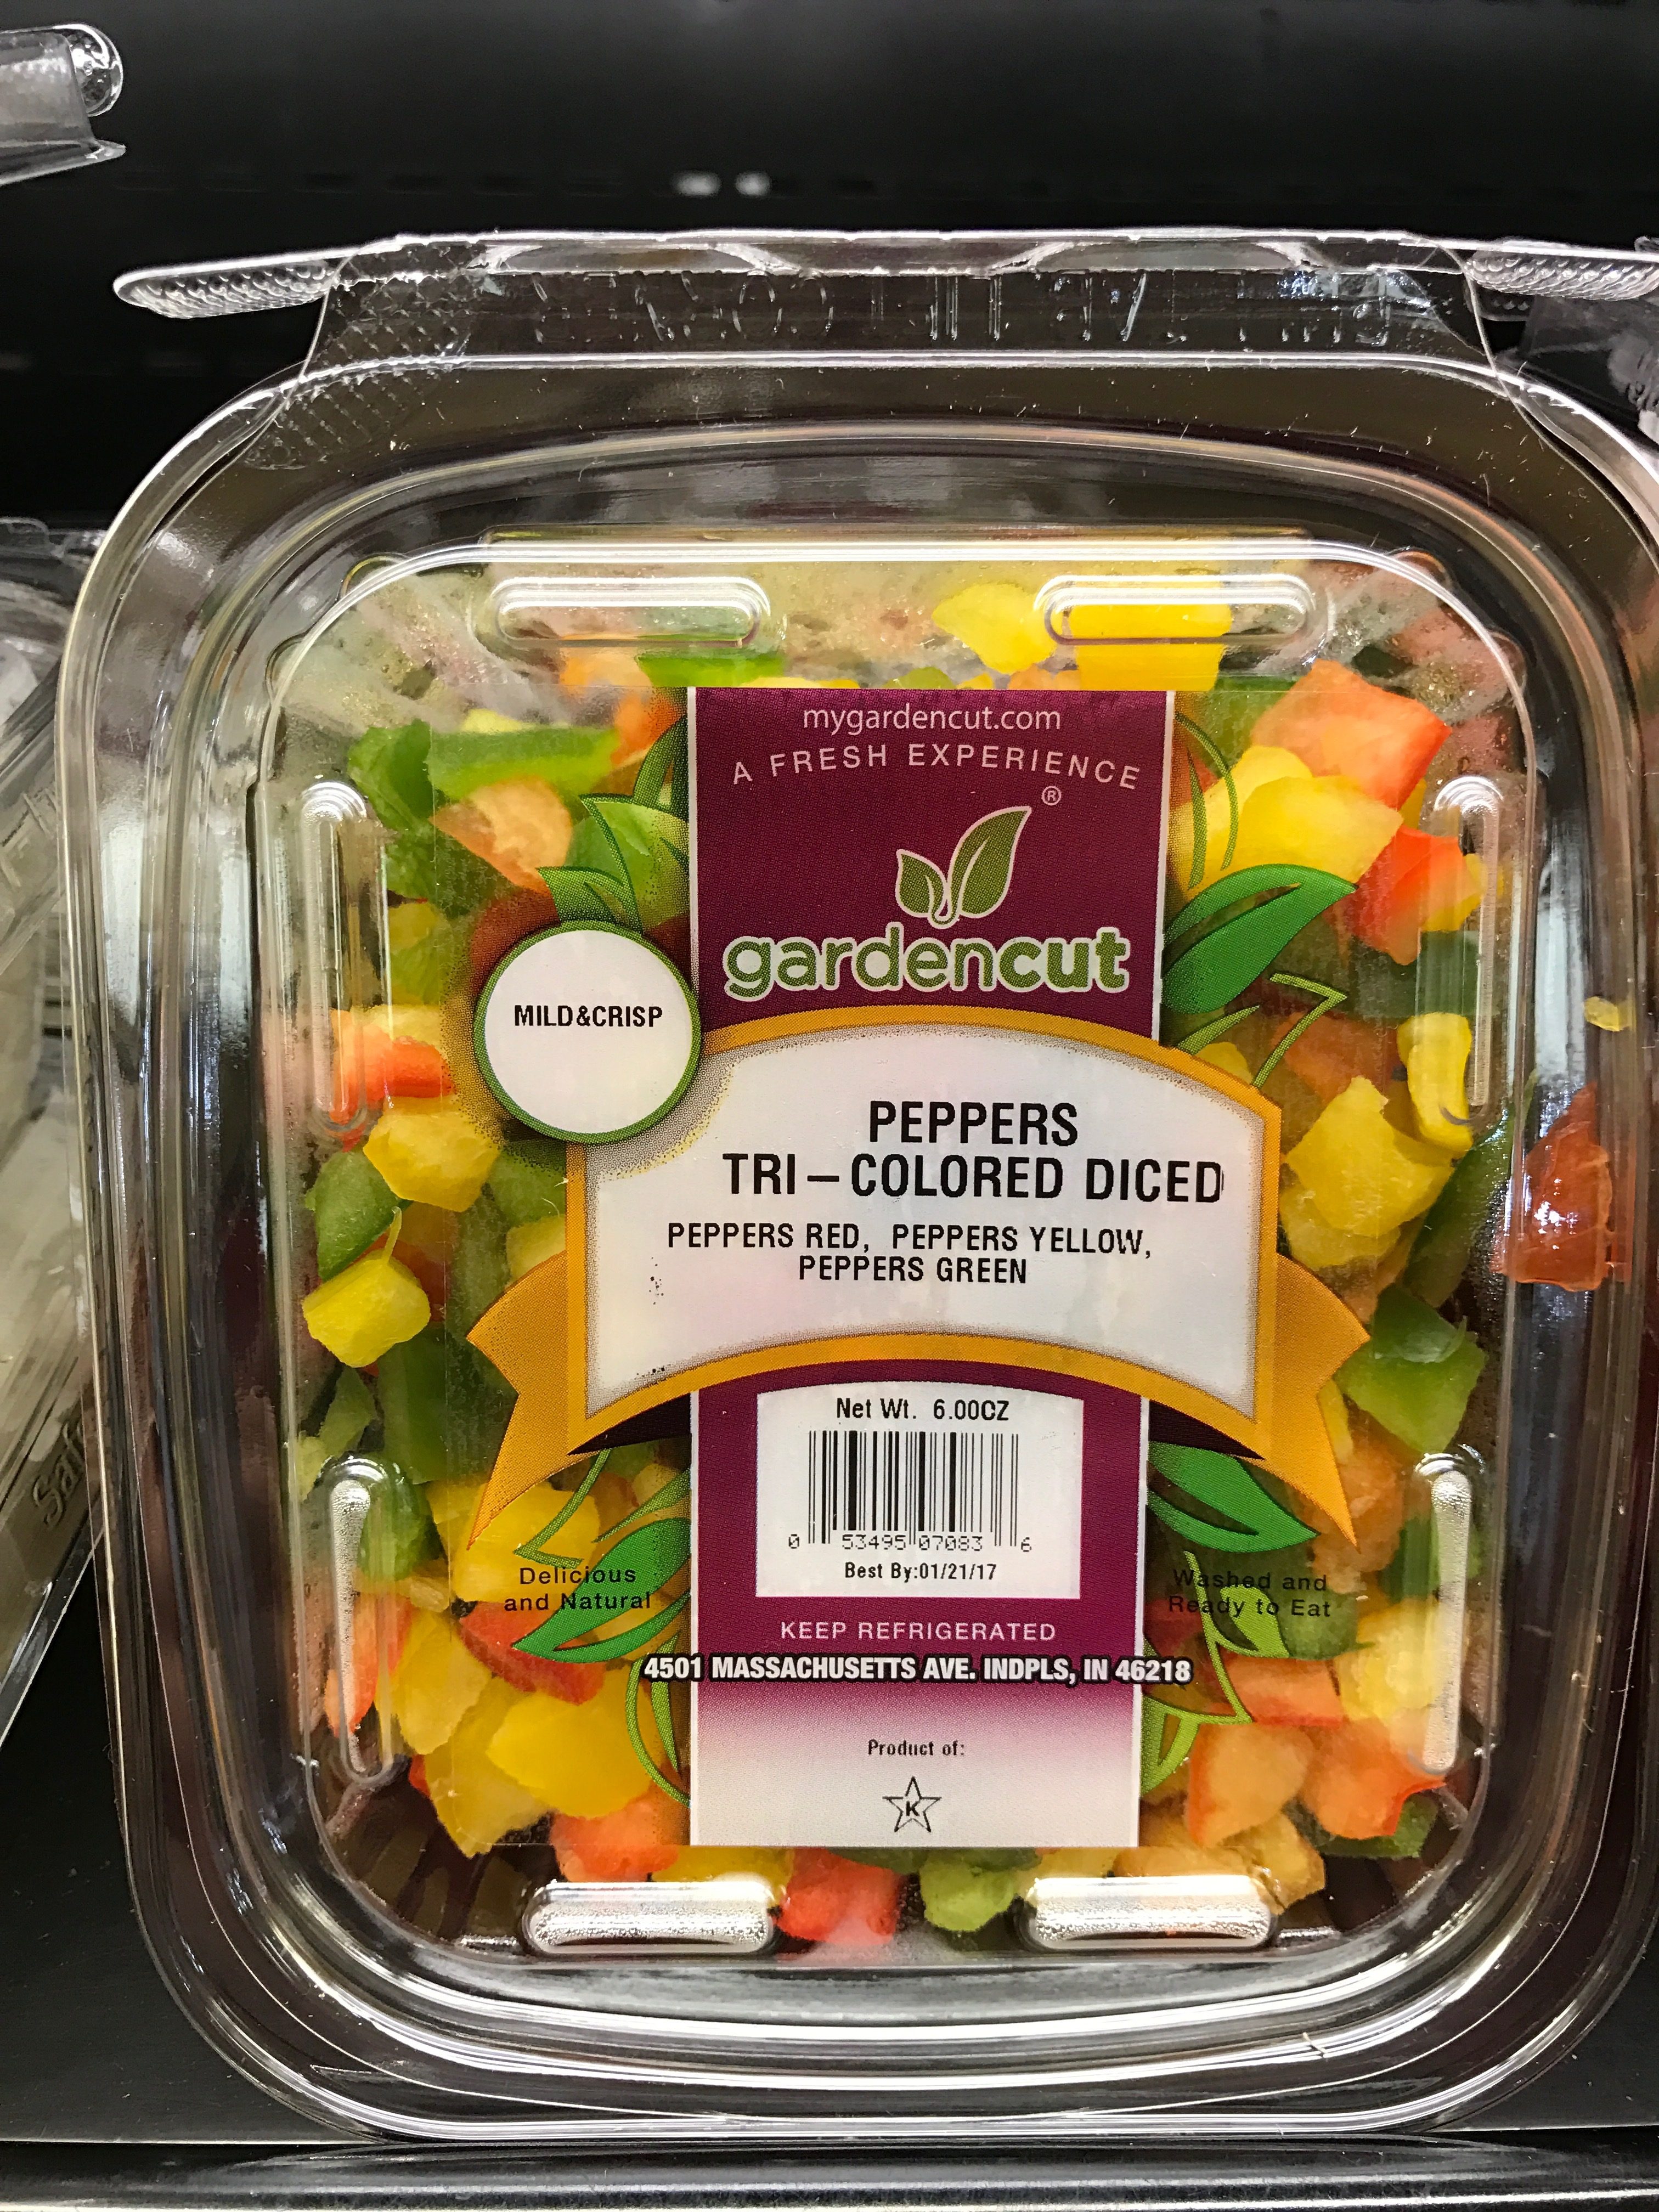 mygardencut.com
A FRESH EXPERIENCE
®
gardencut
MILD&CRISP
PEPPERS
TRI-COLORED DICED
PEPPERS RED, PEPPERS YELLOW,
PEPPERS GREEN
Net Wt. 6.00OZ
0 53495 07083 6
Best By:01/21/17
Delicious
and Natural
Washed and
Ready to Eat
KEEP REFRIGERATED
4501 MASSACHUSETTS AVE. INDPLS, IN 46218
Product of:
K